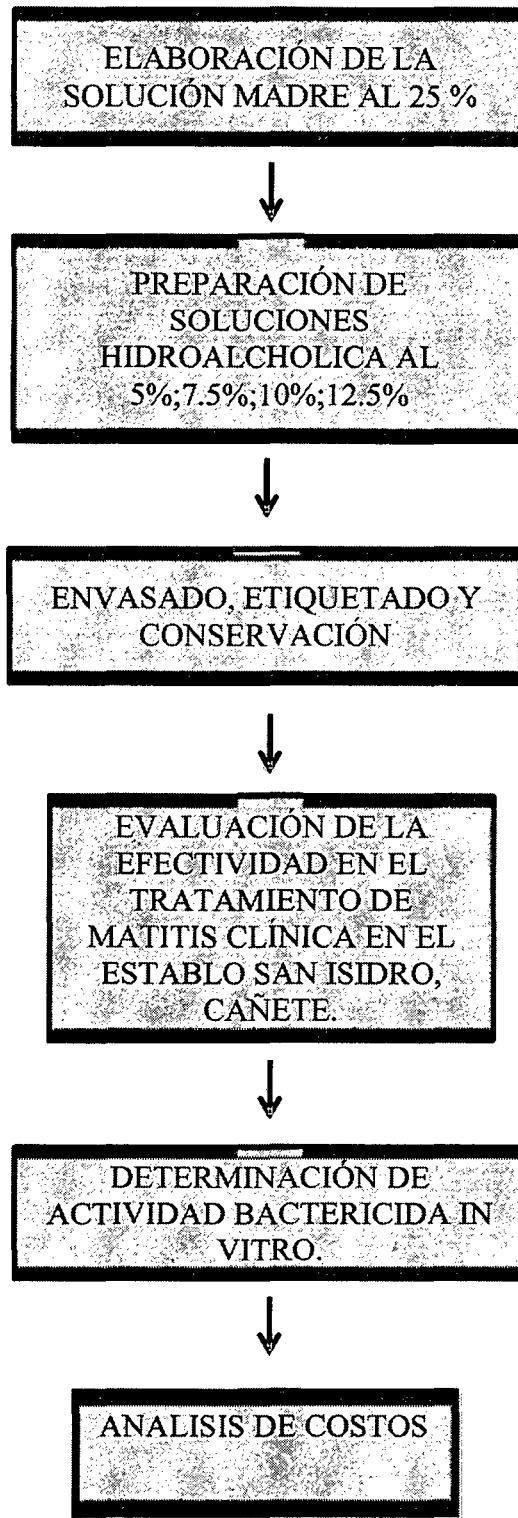 ELABORACIÓN DE LA
SOLUCIÓN MADRE AL 25 %
PREPARACIÓN DE
SOLUCIONES
HIDROALCHOLICA AL
5%;7.5%;10%;12.5%
ENVASADO, ETIQUETADO Y
CONSERVACIÓN
EVALUACIÓN DE LA
EFECTIVIDAD EN EL
TRATAMIENTO DE
MATITIS CLÍNICA EN EL
ESTABLO SAN ISIDRO,
CAÑETE.
DETERMINACIÓN DE
ACTIVIDAD BACTERICIDA IN
VITRO.
ANALISIS DE COSTOS